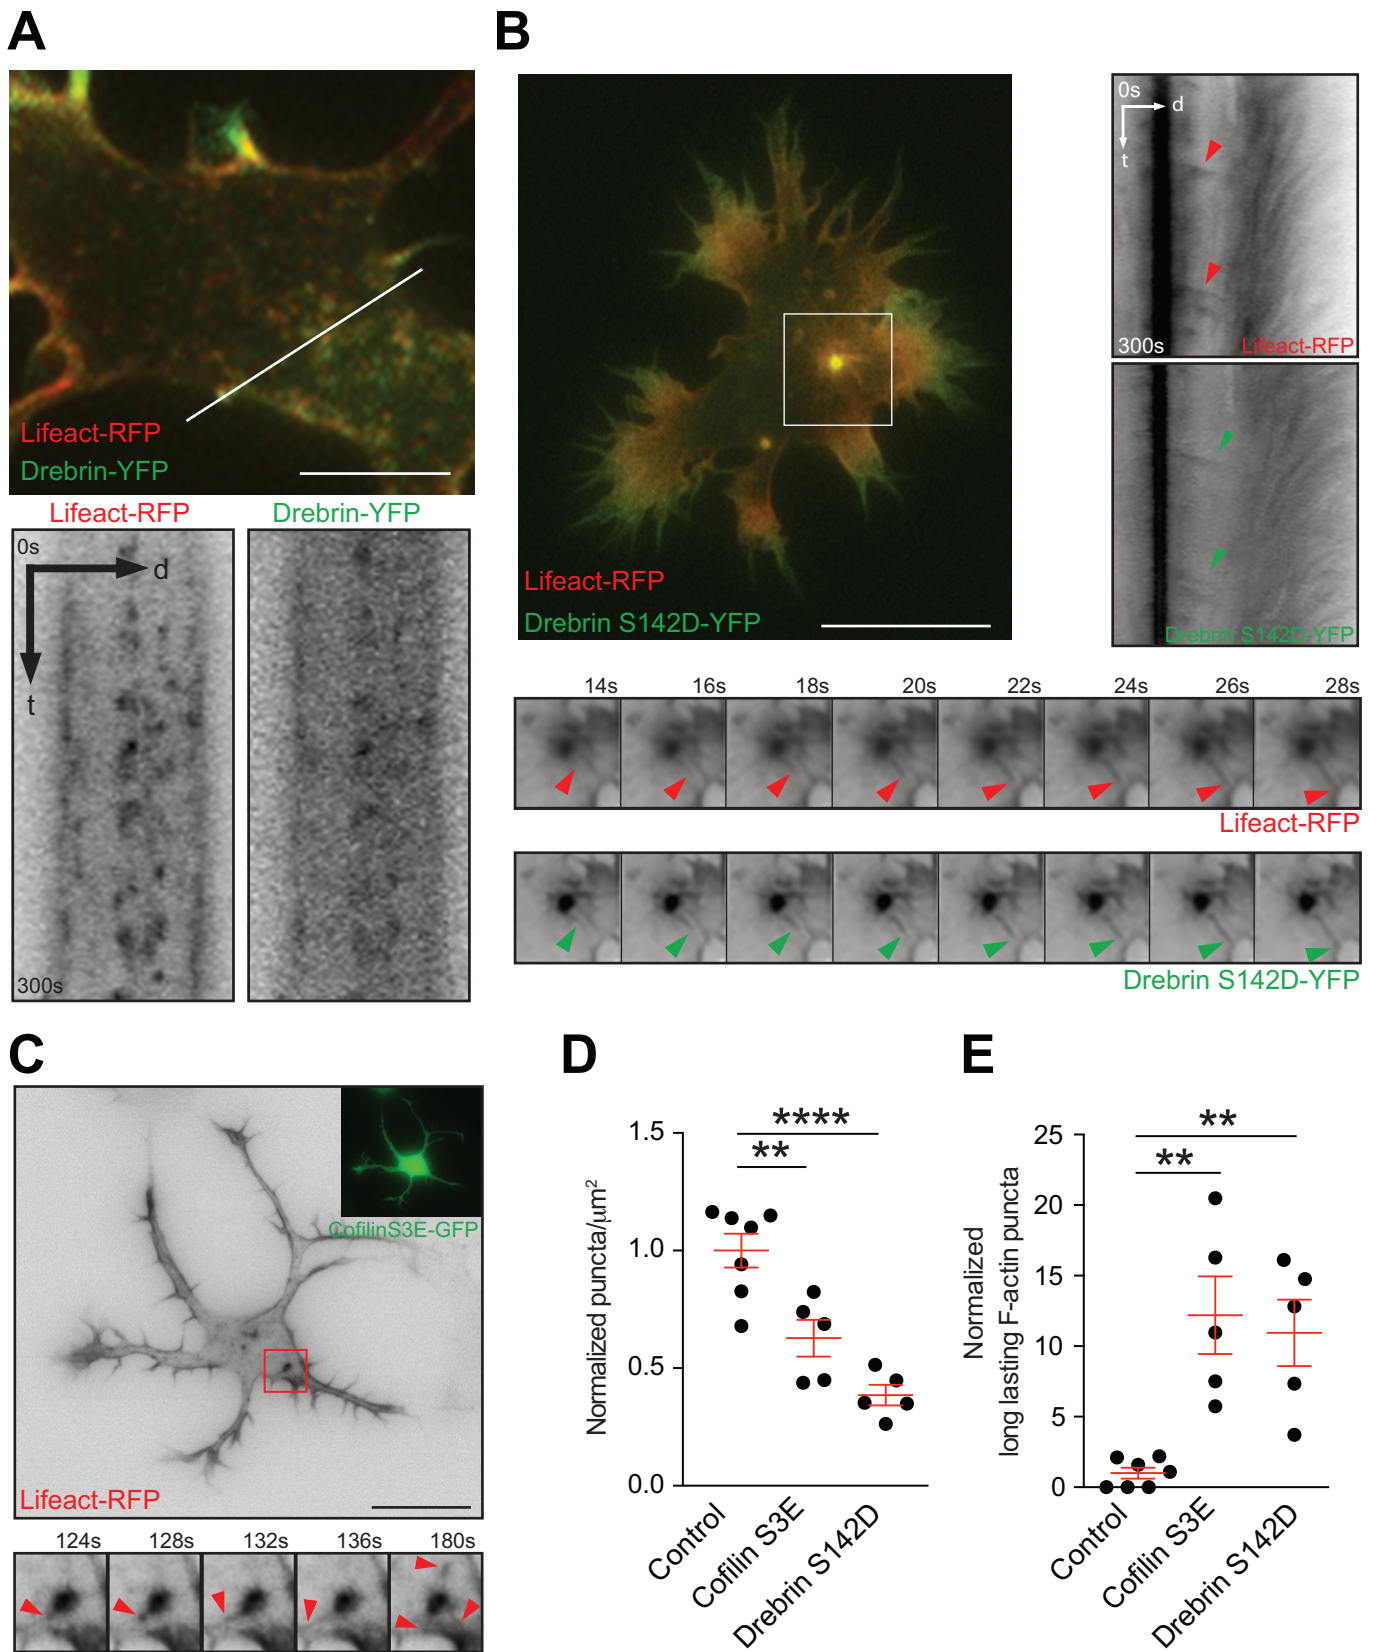 A
Lifeact-RFP
Drebrin-YFP
Lifeact-RFP
Drebrin-YFP
0s
d
t
300s
B
Lifeact-RFP
Drebrin S142D-YFP
0s
d
t
300s
Lifeact-RFP
Drebrin S142D-YFP
14s 16s 18s 20s 22s 24s 26s 28s
Lifeact-RFP
Drebrin S142D-YFP
C
CofilinS3E-GFP
Lifeact-RFP
124s 128s 132s 136s 180s
D
Normalized puncta/μm²
1.5
1.0
0.5
0.0
****
**
Control
Cofilin S3E
Drebrin S142D
E
Normalized
long lasting F-actin puncta
25
20
15
10
5
0
**
**
Control
Cofilin S3E
Drebrin S142D